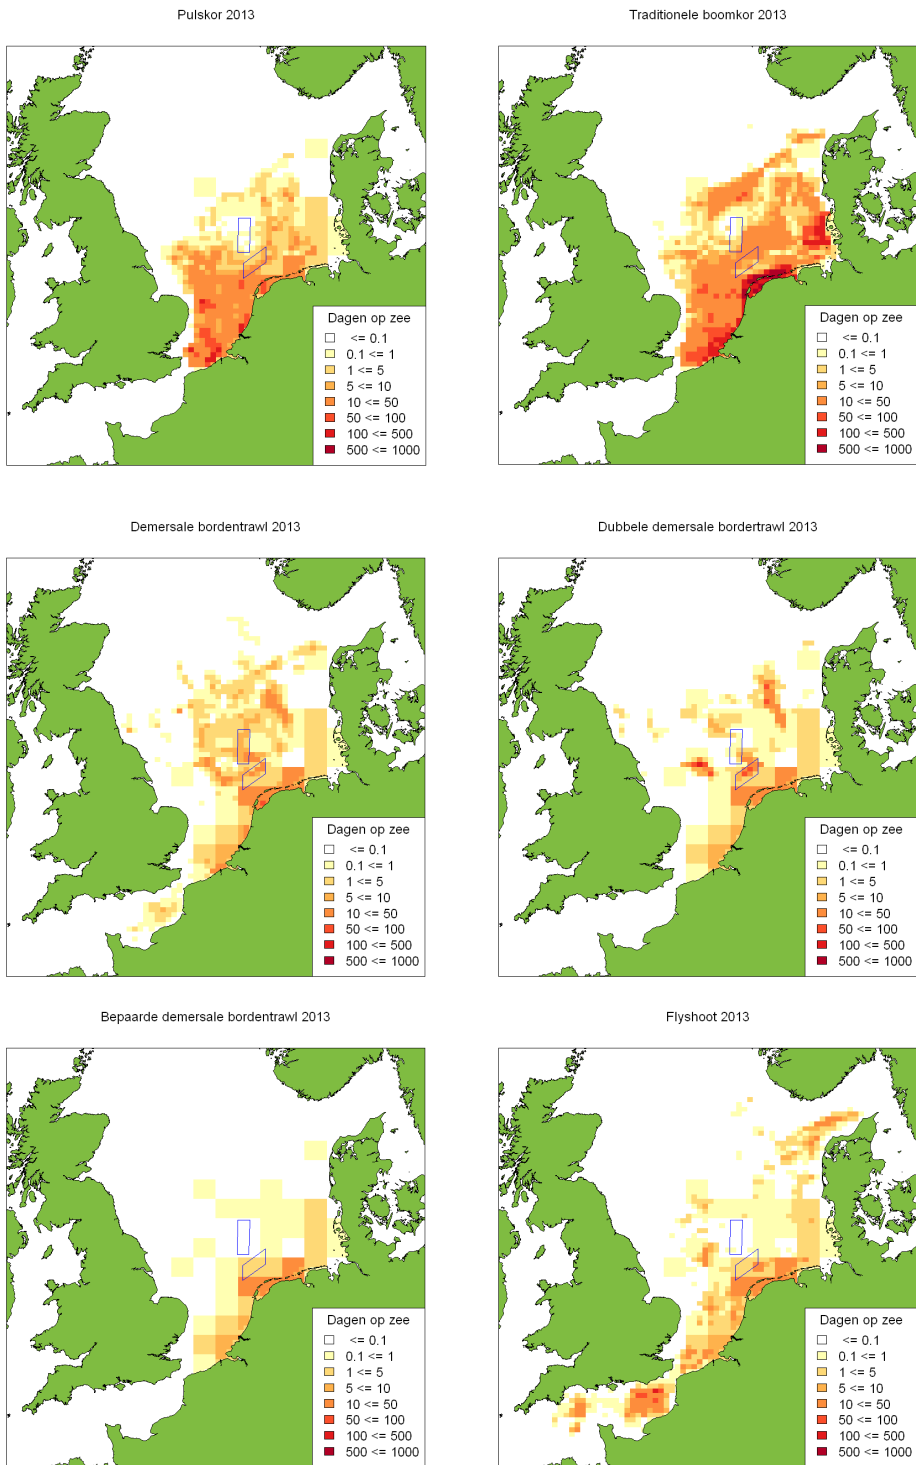 Pulskor 2013
Dagen op zee
<= 0.1
0.1 <= 1
1 <= 5
5 <= 10
10 <= 50
50 <= 100
100 <= 500
500 <= 1000
Traditionele boomkor 2013
Dagen op zee
<= 0.1
0.1 <= 1
1 <= 5
5 <= 10
10 <= 50
50 <= 100
100 <= 500
500 <= 1000
Demersale bordentrawl 2013
Dagen op zee
<= 0.1
0.1 <= 1
1 <= 5
5 <= 10
10 <= 50
50 <= 100
100 <= 500
500 <= 1000
Dubbele demersale bordertrawl 2013
Dagen op zee
<= 0.1
0.1 <= 1
1 <= 5
5 <= 10
10 <= 50
50 <= 100
100 <= 500
500 <= 1000
Bepaarde demersale bordentrawl 2013
Dagen op zee
<= 0.1
0.1 <= 1
1 <= 5
5 <= 10
10 <= 50
50 <= 100
100 <= 500
500 <= 1000
Flyshoot 2013
Dagen op zee
<= 0.1
0.1 <= 1
1 <= 5
5 <= 10
10 <= 50
50 <= 100
100 <= 500
500 <= 1000